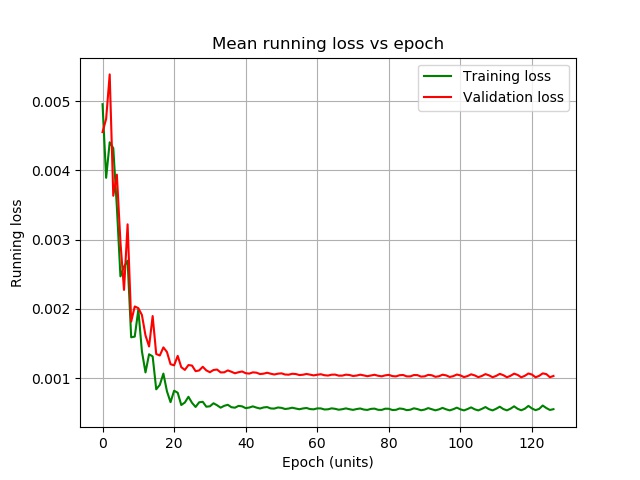 Mean running loss vs epoch
Training loss
Validation loss
0.005
0.004
0.003
0.002
0.001
Running loss
0 20 40 60 80 100 120
Epoch (units)